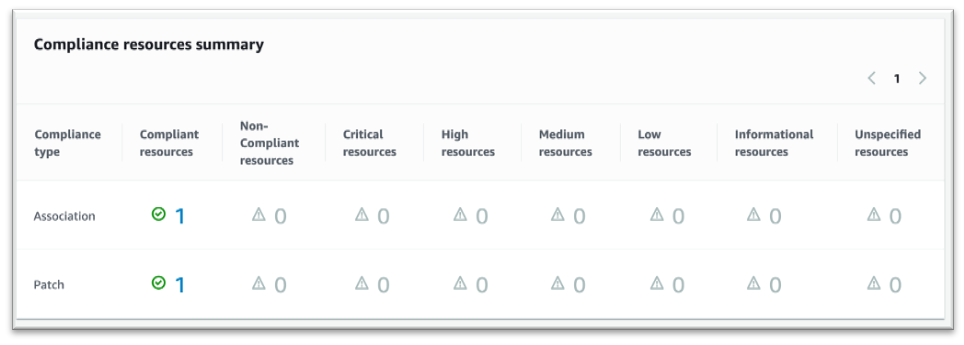 Compliance resources summary
1
Compliance type
Compliant resources
Non-Compliant resources
Critical resources
High resources
Medium resources
Low resources
Informational resources
Unspecified resources
Association 1 0 0 0 0 0 0 0
Patch 1 0 0 0 0 0 0 0